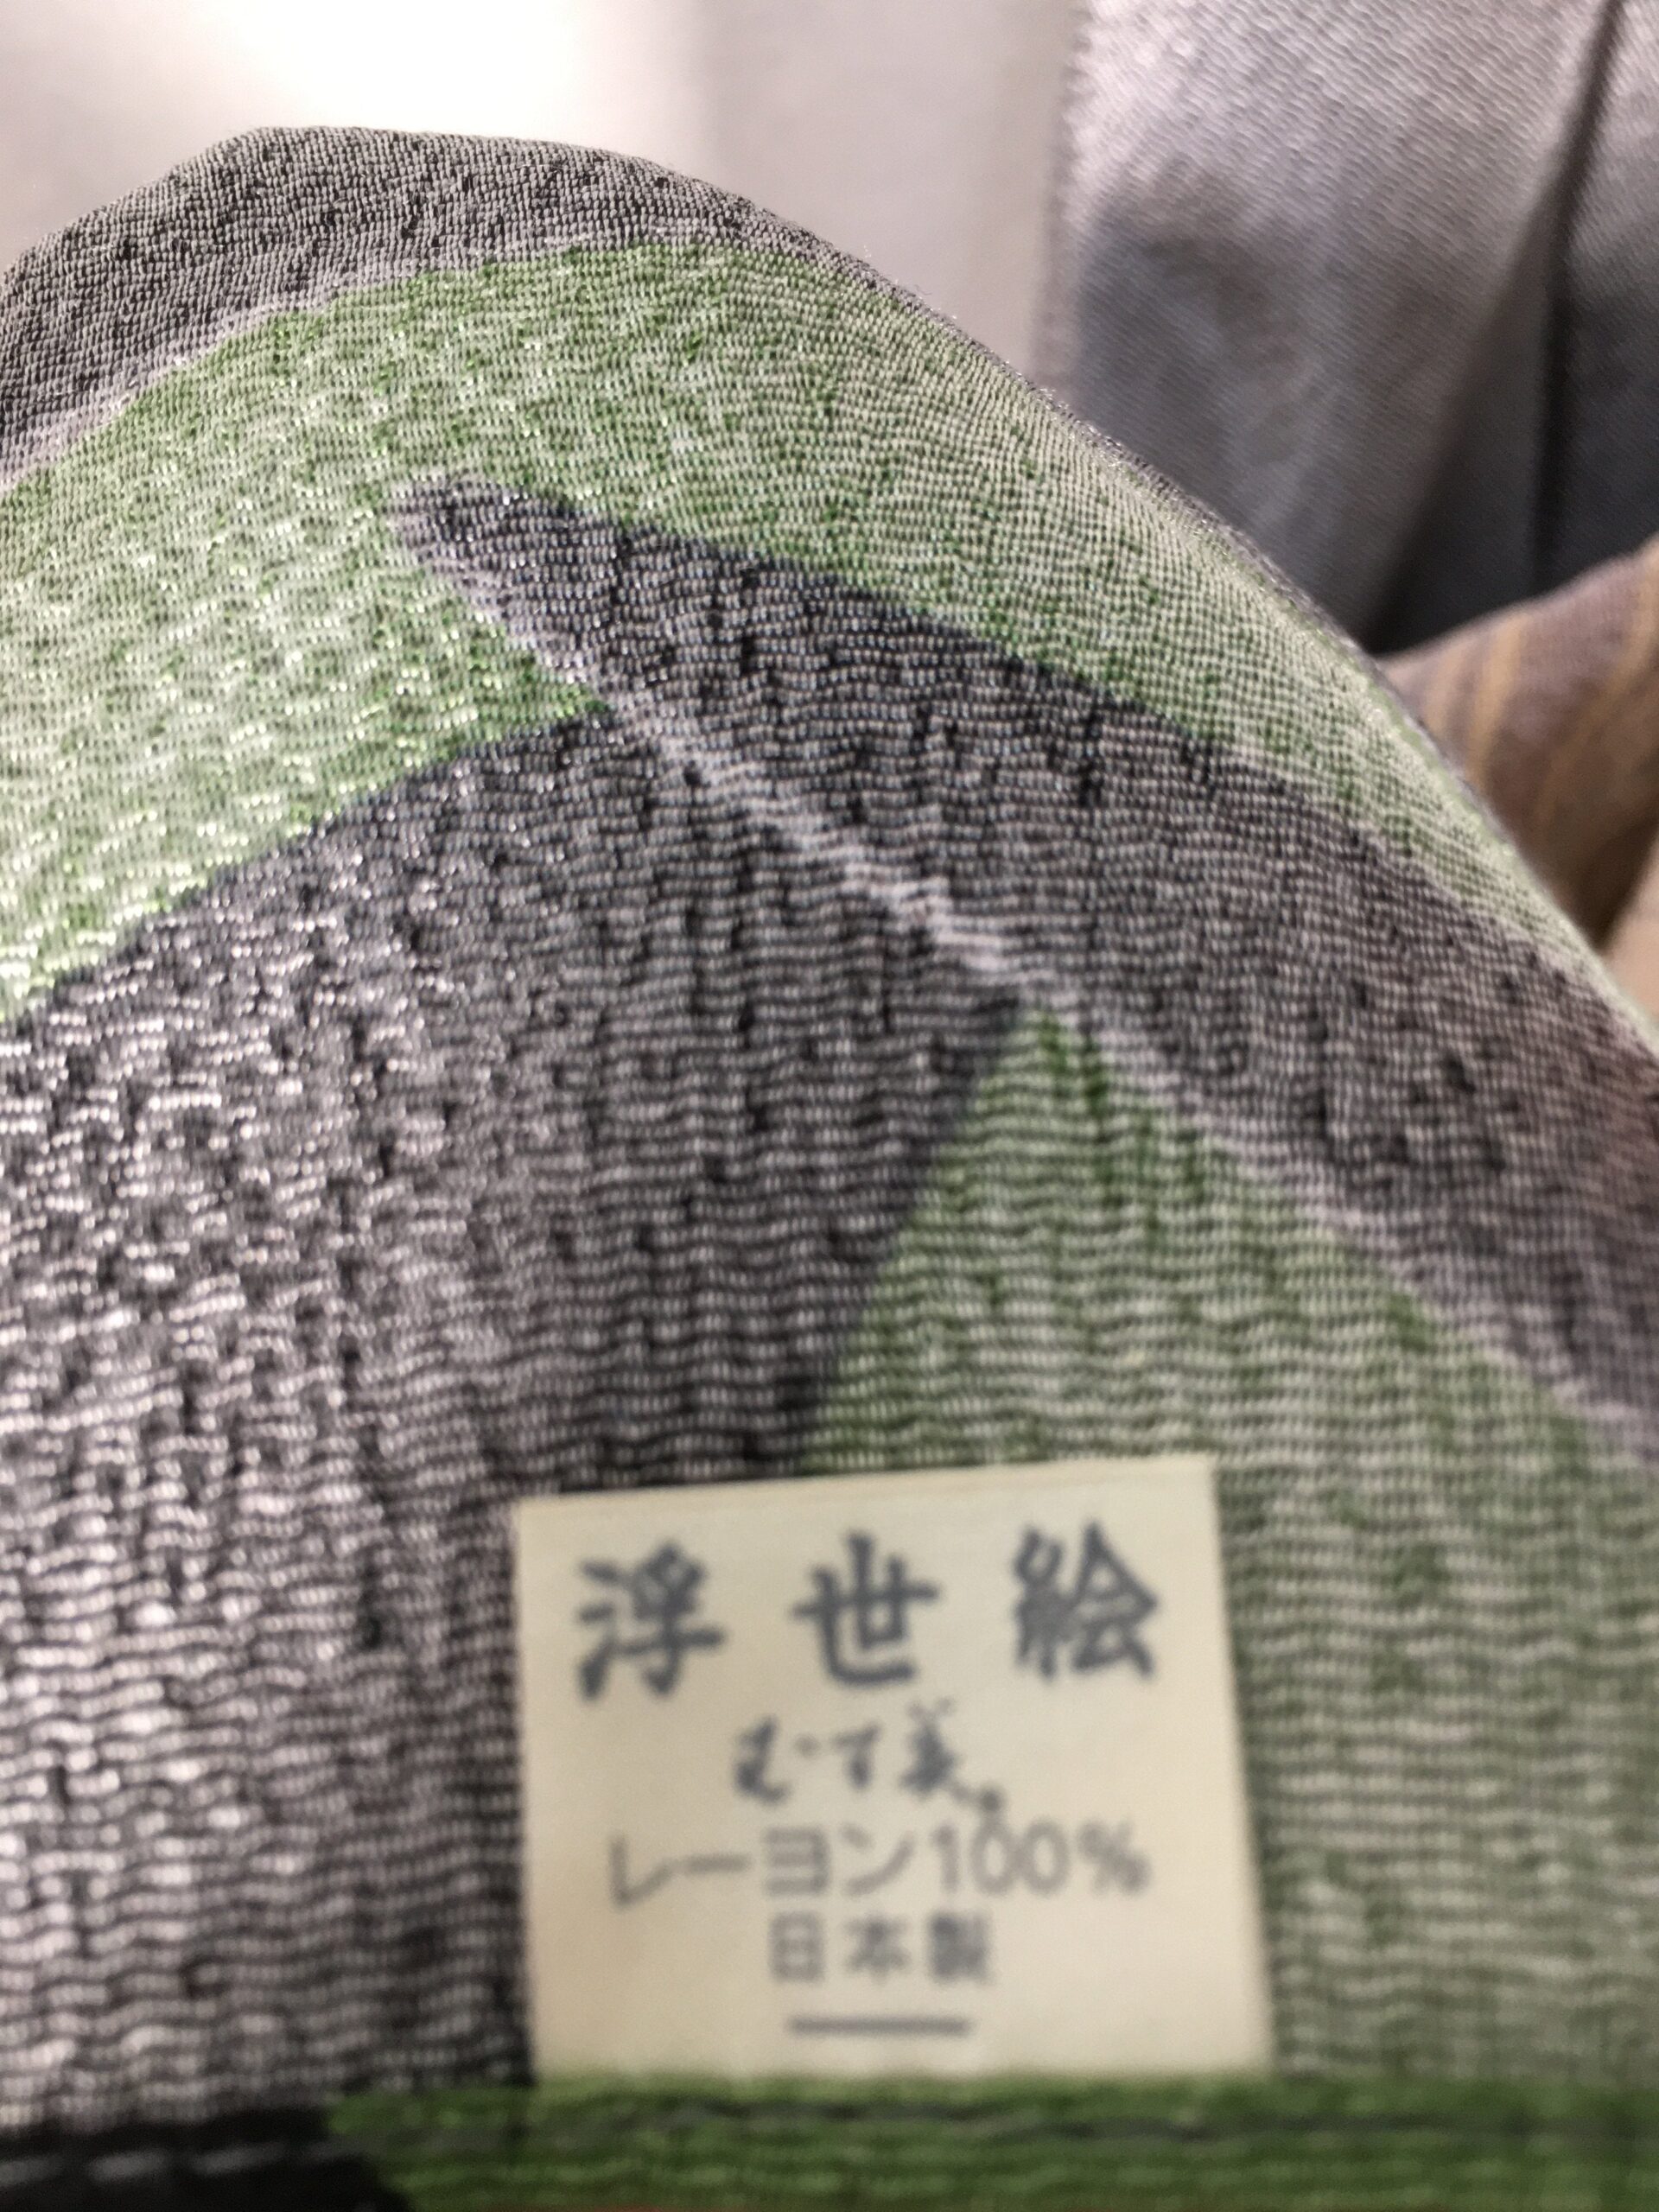 浮世絵
むす美。
レーヨン100%
日本製